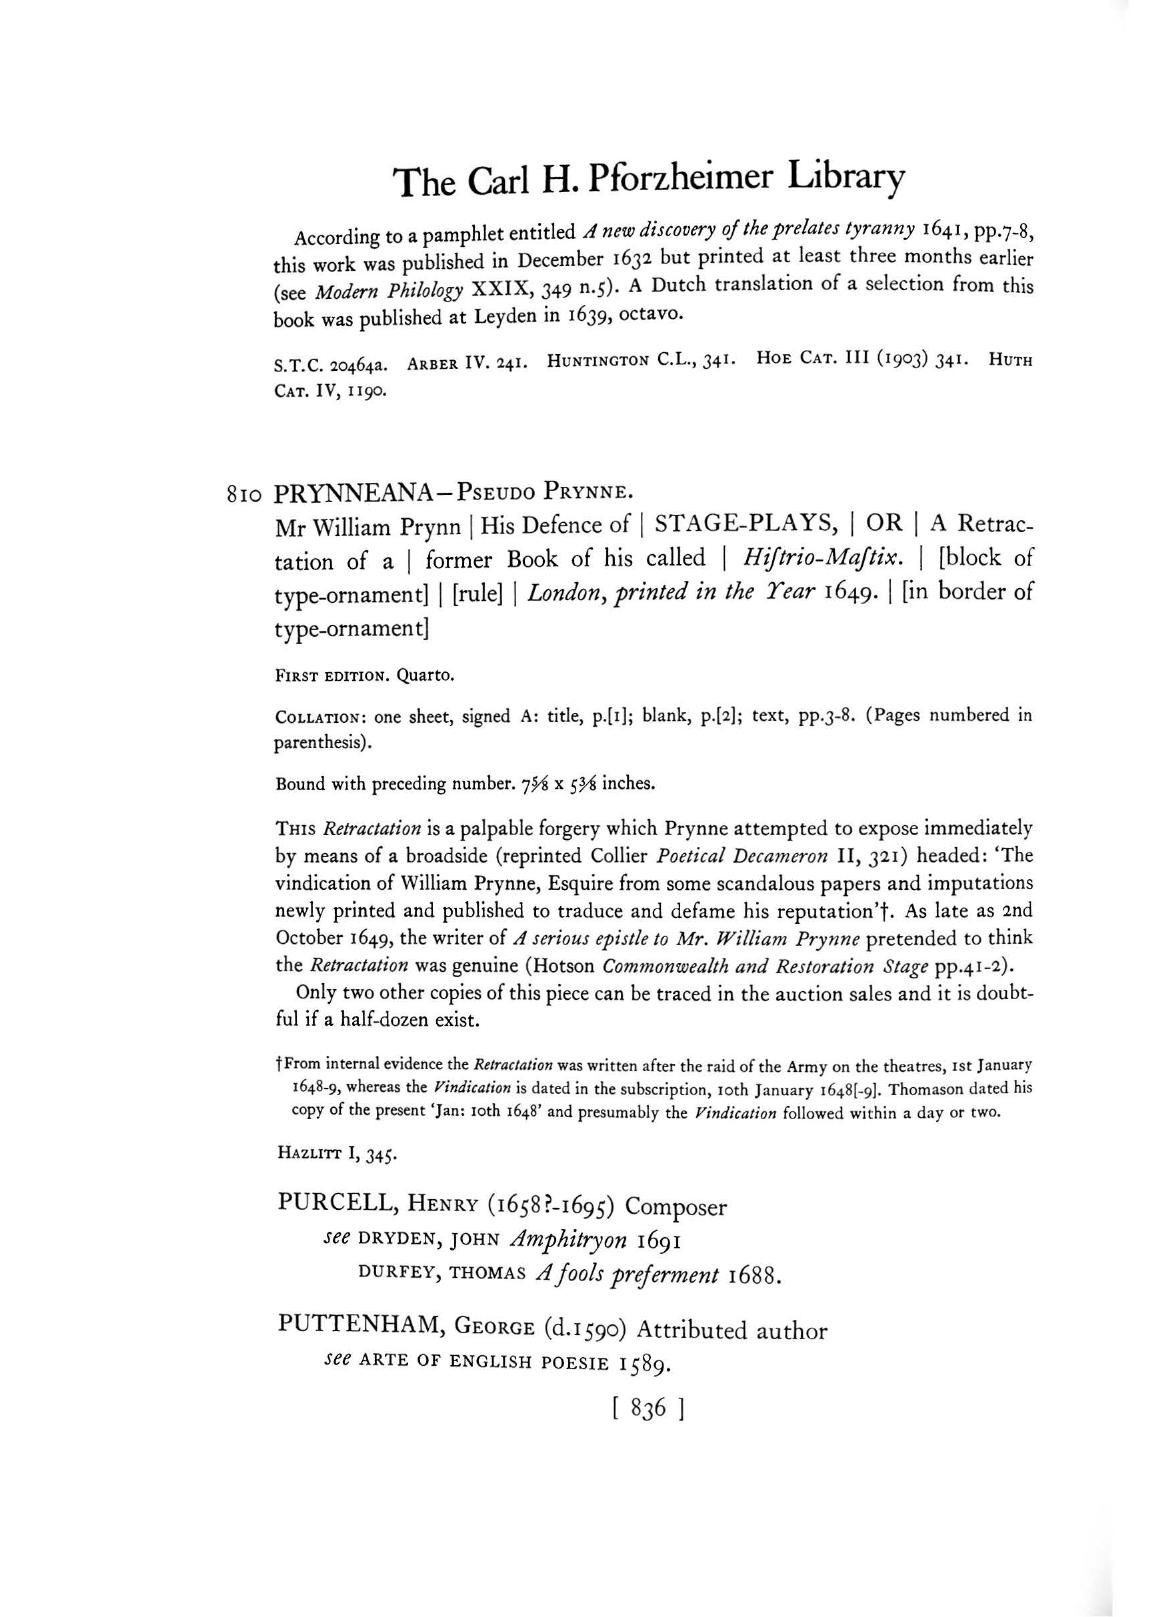 The Carl H. Pforzheimer Library
According to a pamphlet entitled A new discovery of the prelates tyranny 1641, pp.7-8,
this work was published in December 1632 but printed at least three months earlier
(see Modern Philology XXIX, 349 n.5). A Dutch translation of a selection from this
book was published at Leyden in 1639, octavo.
S.T.C. 20464a. Arber IV. 241. Huntington C.L., 341. Hoe Cat. III (1903) 341. Huth
Cat. IV, 1190.
810 PRYNNEANA—Pseudo Prynne.
Mr William Prynn | His Defence of | STAGE-PLAYS, | OR | A Retrac-
tation of a | former Book of his called | Hiſtrio-Maſtix. | [block of
type-ornament] | [rule] | London, printed in the Year 1649. | [in border of
type-ornament]
First edition. Quarto.
Collation: one sheet, signed A: title, p.[1]; blank, p.[2]; text, pp.3-8. (Pages numbered in
parenthesis).
Bound with preceding number. 7⅝ x 5⅜ inches.
This Retractation is a palpable forgery which Prynne attempted to expose immediately
by means of a broadside (reprinted Collier Poetical Decameron II, 321) headed: ‘The
vindication of William Prynne, Esquire from some scandalous papers and imputations
newly printed and published to traduce and defame his reputation’†. As late as 2nd
October 1649, the writer of A serious epistle to Mr. William Prynne pretended to think
the Retractation was genuine (Hotson Commonwealth and Restoration Stage pp.41-2).
Only two other copies of this piece can be traced in the auction sales and it is doubt-
ful if a half-dozen exist.
†From internal evidence the Retractation was written after the raid of the Army on the theatres, 1st January
1648-9, whereas the Vindication is dated in the subscription, 10th January 1648[-9]. Thomason dated his
copy of the present ‘Jan: 10th 1648’ and presumably the Vindication followed within a day or two.
Hazlitt I, 345.
PURCELL, Henry (1658?-1695) Composer
see DRYDEN, JOHN Amphitryon 1691
DURFEY, THOMAS A fools preferment 1688.
PUTTENHAM, George (d.1590) Attributed author
see ARTE OF ENGLISH POESIE 1589.
[ 836 ]